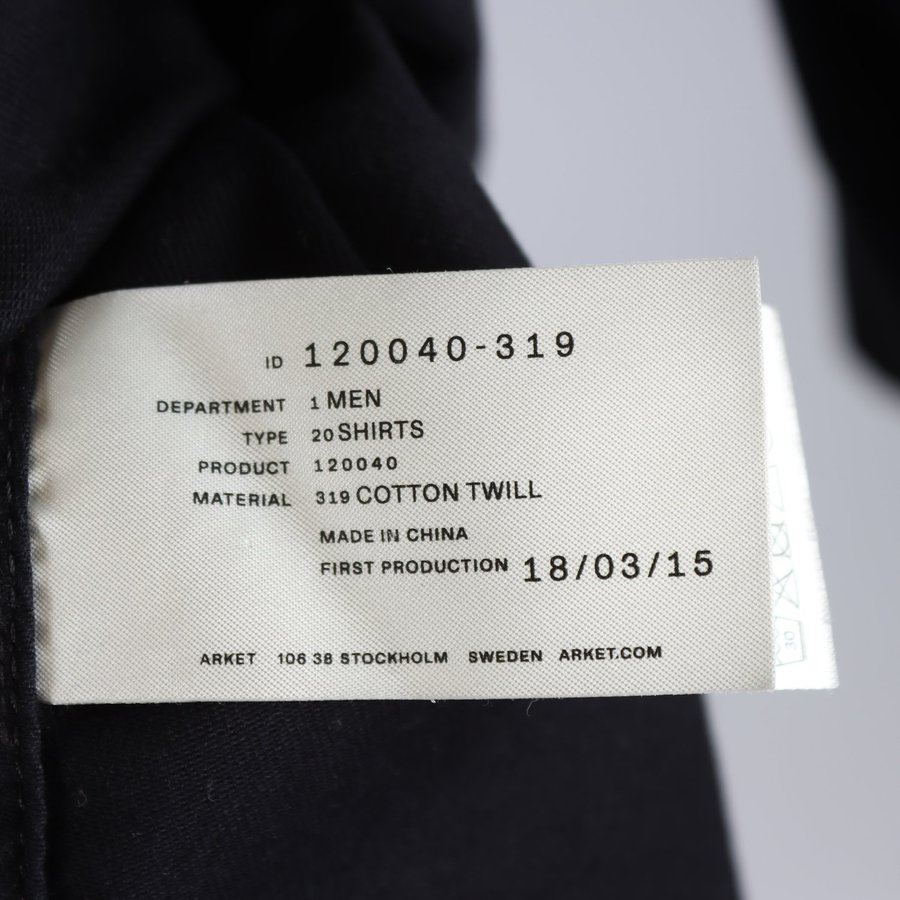 ID 120040-319
DEPARTMENT 1 MEN
TYPE 20 SHIRTS
PRODUCT 120040
MATERIAL 319 COTTON TWILL
MADE IN CHINA
FIRST PRODUCTION 18/03/15
ARKET 106 38 STOCKHOLM SWEDEN ARKET.COM
30